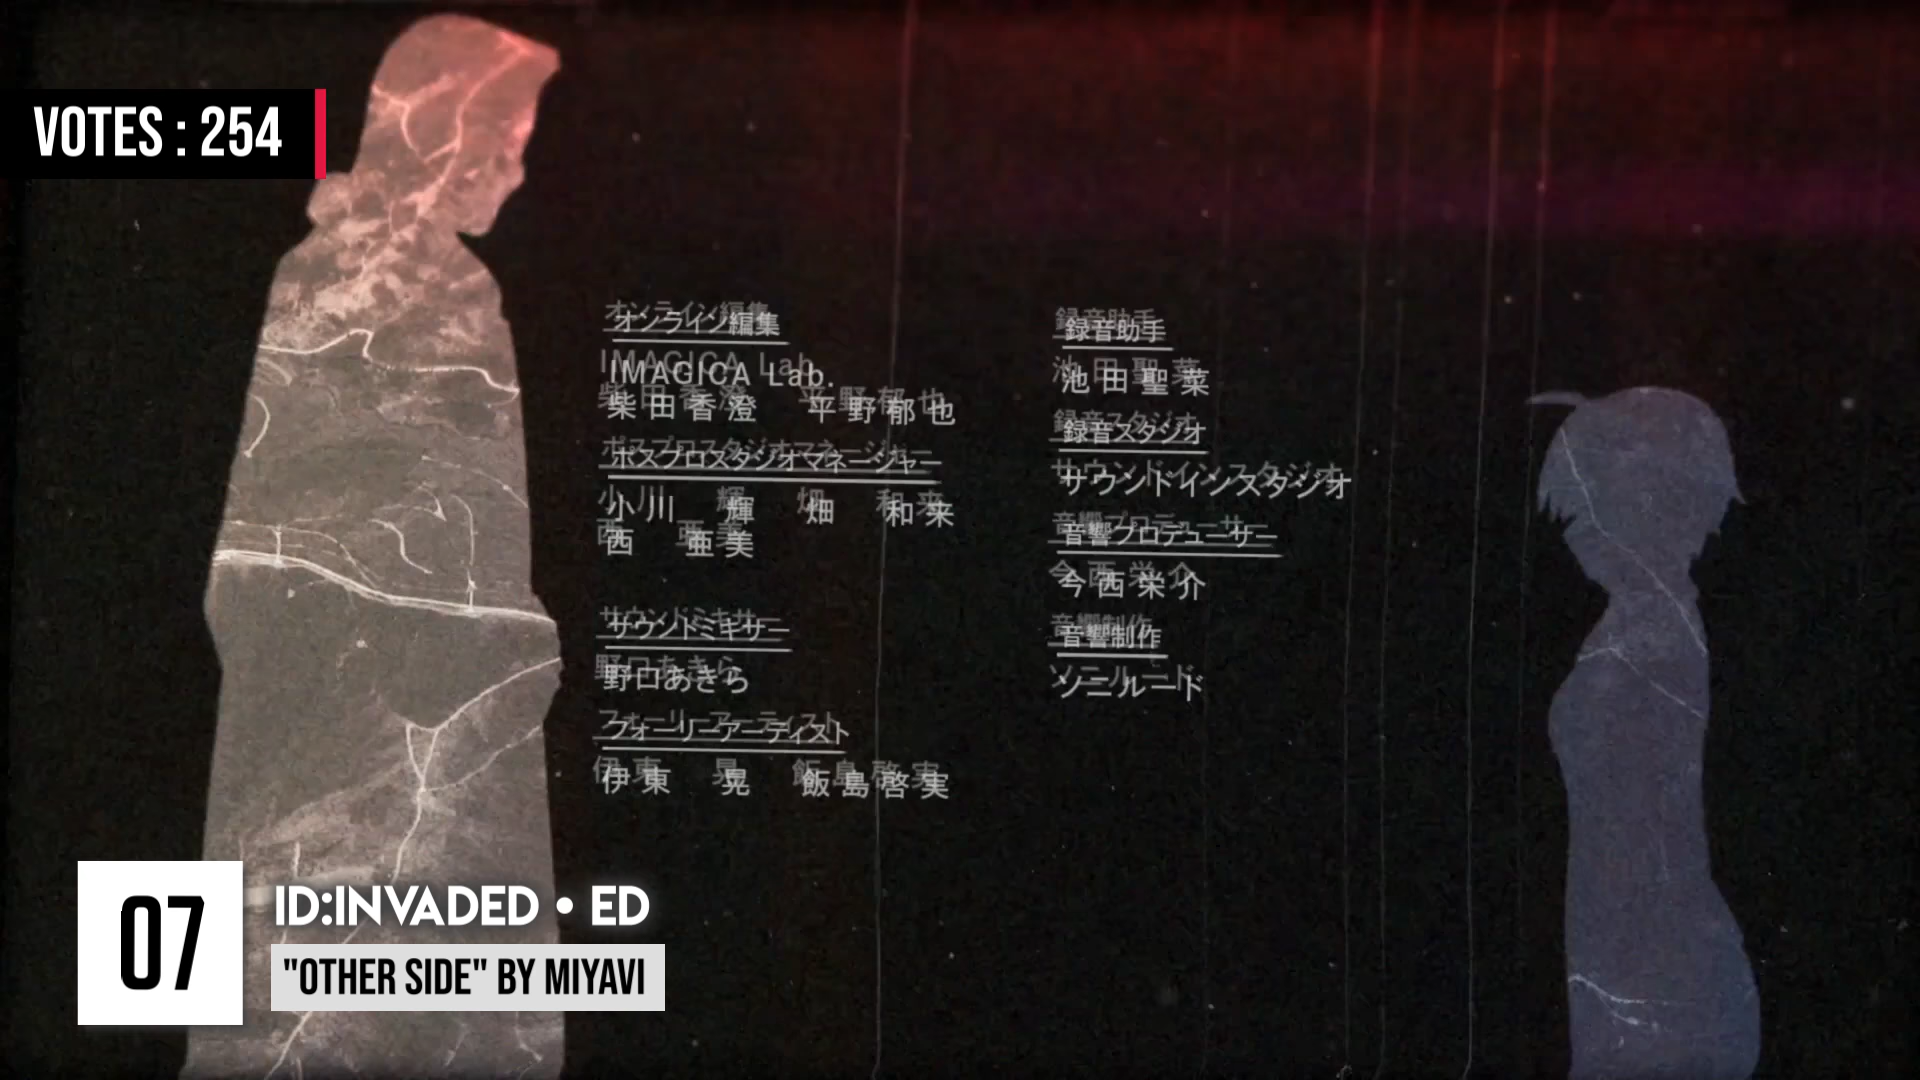 VOTES : 254
オンライン編集
IMAGICA Lab.
柴田香澄 平野郁也
ポスプロスタジオマネージャー
小川 輝 畑 和来
西 亜美
サウンドミキサー
野口あきら
フォーリーアーティスト
伊東 晃 飯島啓実
録音助手
池田聖菜
録音スタジオ
サウンドインスタジオ
音響プロデューサー
今西栄介
音響制作
ソニルード
07
ID:INVADED • ED
"OTHER SIDE" BY MIYAVI